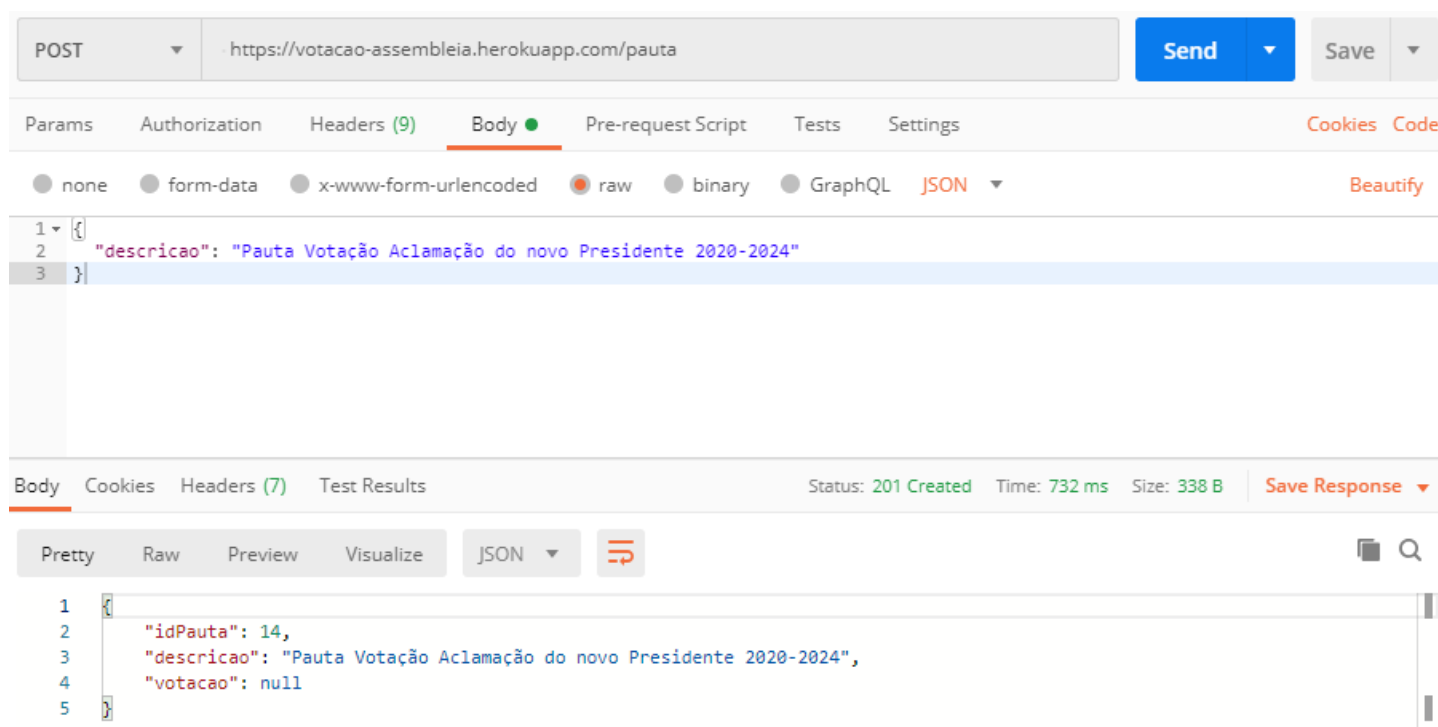 POST https://votacao-assembleia.herokuapp.com/pauta Send Save
Params Authorization Headers (9) Body Pre-request Script Tests Settings Cookies Code
none form-data x-www-form-urlencoded raw binary GraphQL JSON Beautify
1 {
2 "descricao": "Pauta Votação Aclamação do novo Presidente 2020-2024"
3 }
Body Cookies Headers (7) Test Results Status: 201 Created Time: 732 ms Size: 338 B Save Response
Pretty Raw Preview Visualize JSON
1 {
2 "idPauta": 14,
3 "descricao": "Pauta Votação Aclamação do novo Presidente 2020-2024",
4 "votacao": null
5 }